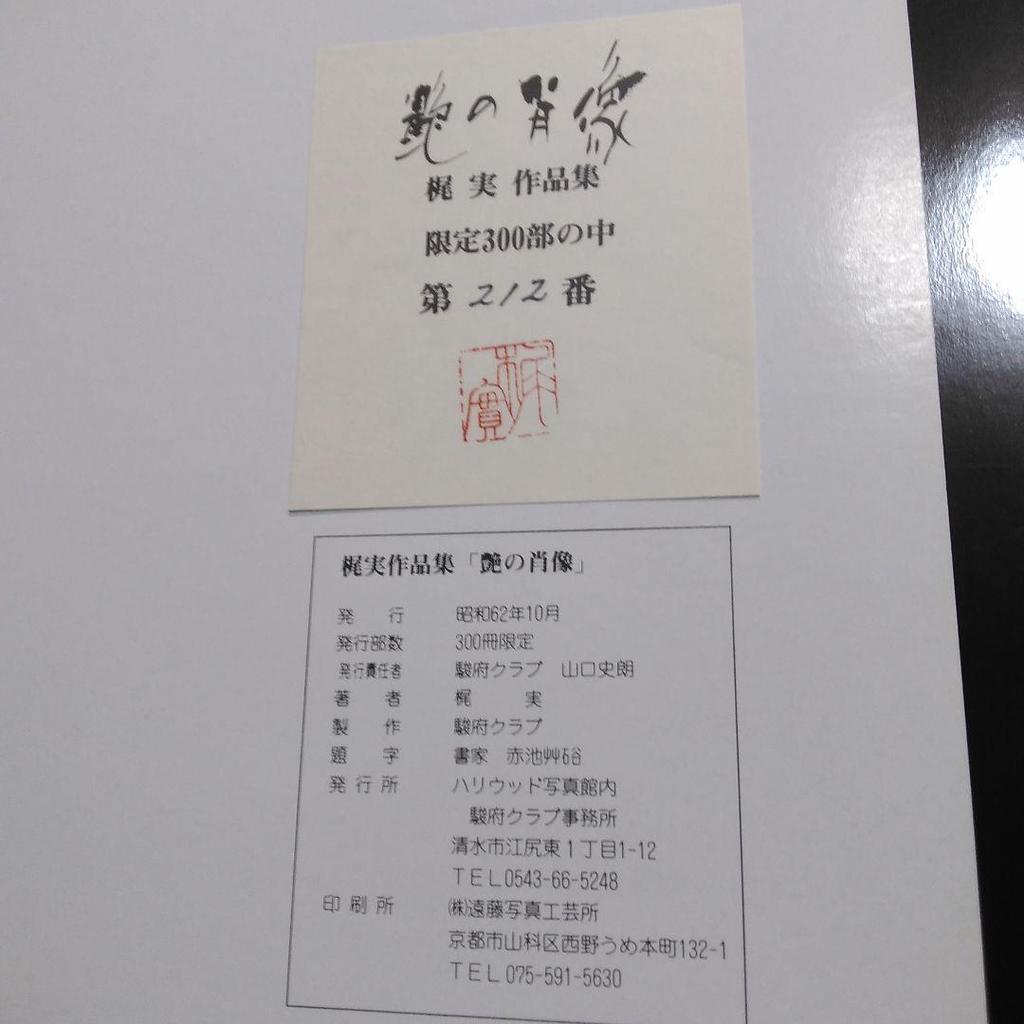 艶の肖像
梶 実 作品集
限定300部の中
第 212 番
梶實
梶実作品集「艶の肖像」
発行 昭和62年10月
発行部数 300冊限定
発行責任者 駿府クラブ 山口史朗
著者 梶 実
製作 駿府クラブ
題字 書家 赤池艸硲
発行所 ハリウッド写真館内
駿府クラブ事務所
清水市江尻東1丁目1-12
TEL0543-66-5248
印刷所 ㈱遠藤写真工芸所
京都市山科区西野うめ本町132-1
TEL075-591-5630